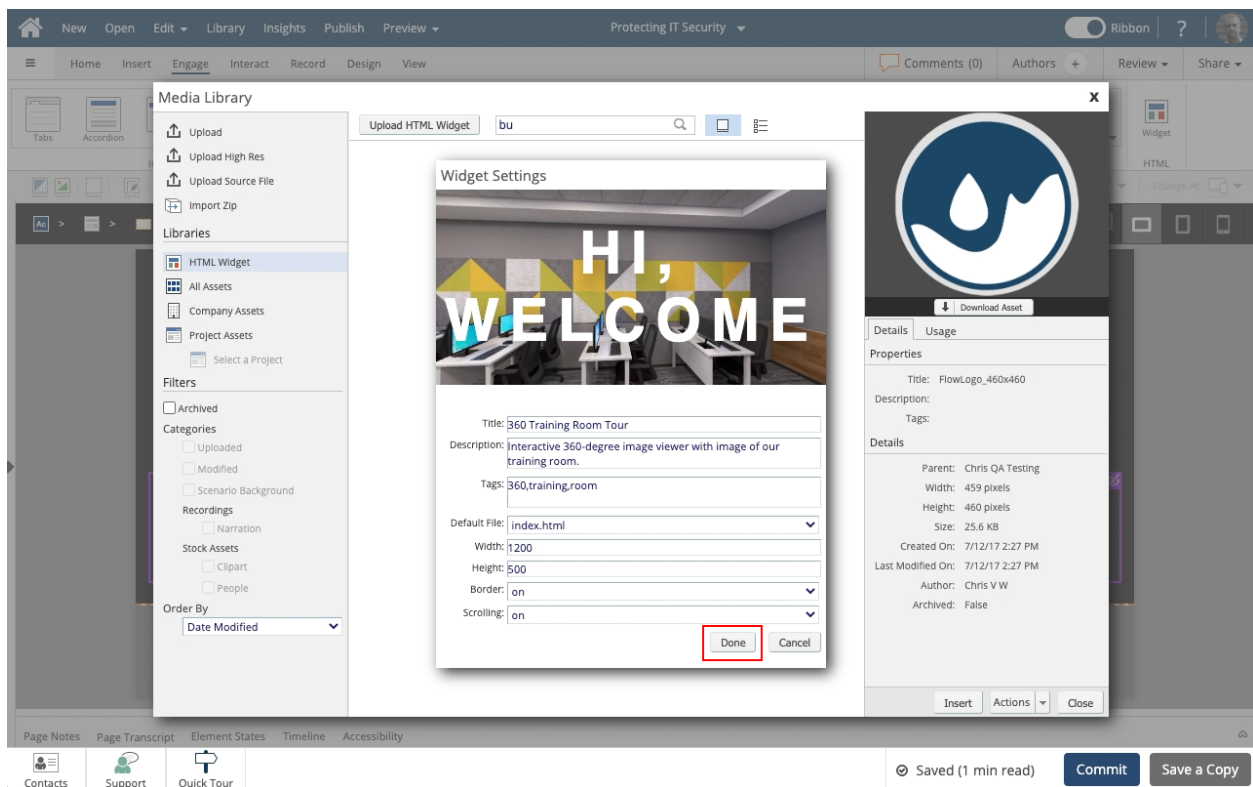 New Open Edit Library Insights Publish Preview Protecting IT Security Ribbon ?
Home Insert Engage Interact Record Design View Comments (0) Authors + Review Share
Media Library X
Tabs Accordion
Widget
HTML
Change At
Upload
Upload High Res
Upload Source File
Import Zip
Libraries
HTML Widget
All Assets
Company Assets
Project Assets
Select a Project
Filters
Archived
Categories
Uploaded
Modified
Scenario Background
Recordings
Narration
Stock Assets
Clipart
People
Order By
Date Modified
Upload HTML Widget bu
Widget Settings
HI,
WELCOME
Title: 360 Training Room Tour
Description: Interactive 360-degree image viewer with image of our
training room.
Tags: 360,training,room
Default File: index.html
Width: 1200
Height: 500
Border: on
Scrolling: on
Done Cancel
Download Asset
Details Usage
Properties
Title: FlowLogo_460x460
Description:
Tags:
Details
Parent: Chris QA Testing
Width: 459 pixels
Height: 460 pixels
Size: 25.6 KB
Created On: 7/12/17 2:27 PM
Last Modified On: 7/12/17 2:27 PM
Author: Chris V W
Archived: False
Insert Actions Close
Page Notes Page Transcript Element States Timeline Accessibility
Contacts Support Quick Tour Saved (1 min read) Commit Save a Copy